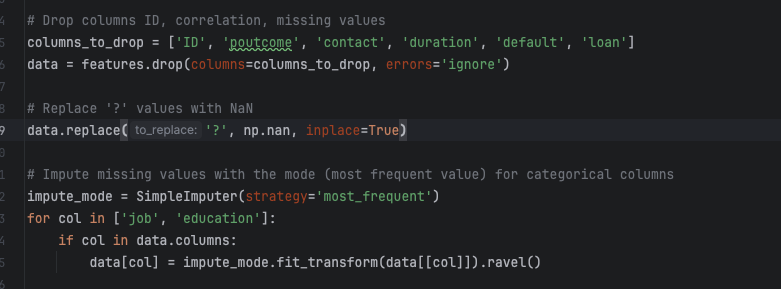 4 # Drop columns ID, correlation, missing values
5 columns_to_drop = ['ID', 'poutcome', 'contact', 'duration', 'default', 'loan']
6 data = features.drop(columns=columns_to_drop, errors='ignore')
7
8 # Replace '?' values with NaN
9 data.replace( to_replace: '?', np.nan, inplace=True)
0
1 # Impute missing values with the mode (most frequent value) for categorical columns
2 impute_mode = SimpleImputer(strategy='most_frequent')
3 for col in ['job', 'education']:
4     if col in data.columns:
5         data[col] = impute_mode.fit_transform(data[[col]]).ravel()
6